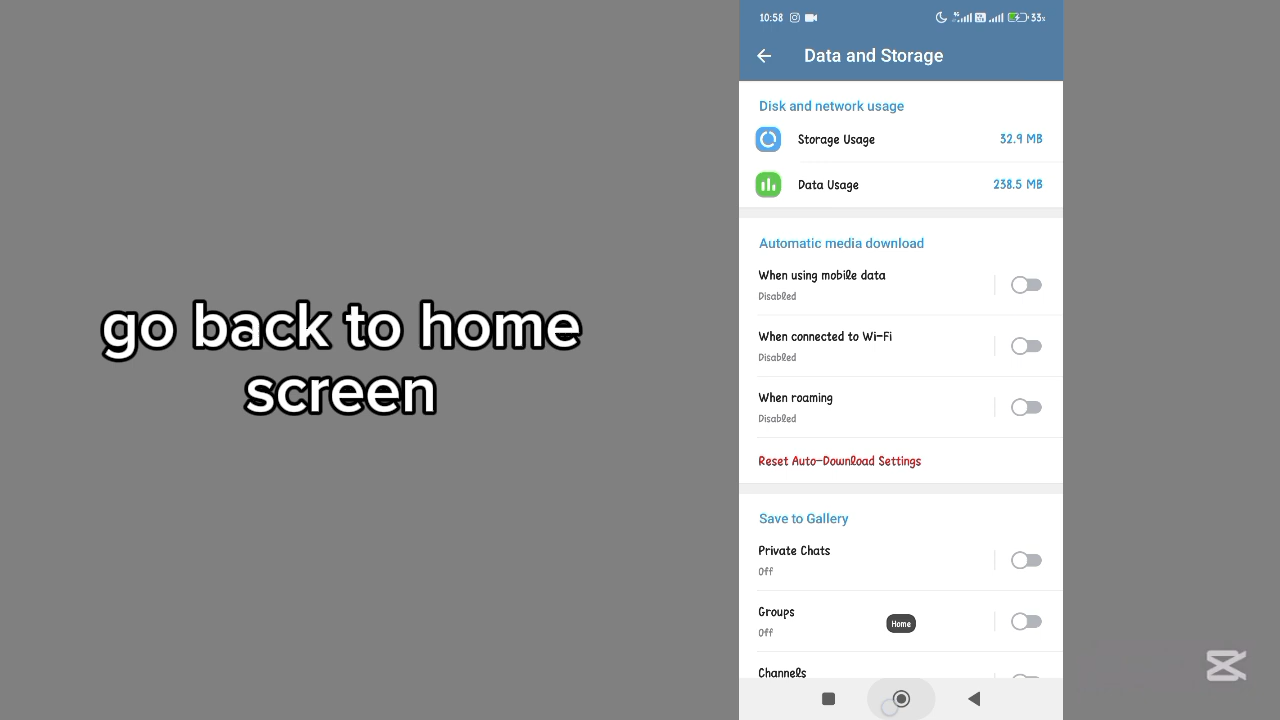 go back to home
screen
10:58
33%
Data and Storage
Disk and network usage
Storage Usage
32.9 MB
Data Usage
238.5 MB
Automatic media download
When using mobile data
Disabled
When connected to Wi-Fi
Disabled
When roaming
Disabled
Reset Auto-Download Settings
Save to Gallery
Private Chats
Off
Groups
Off
Home
Channels